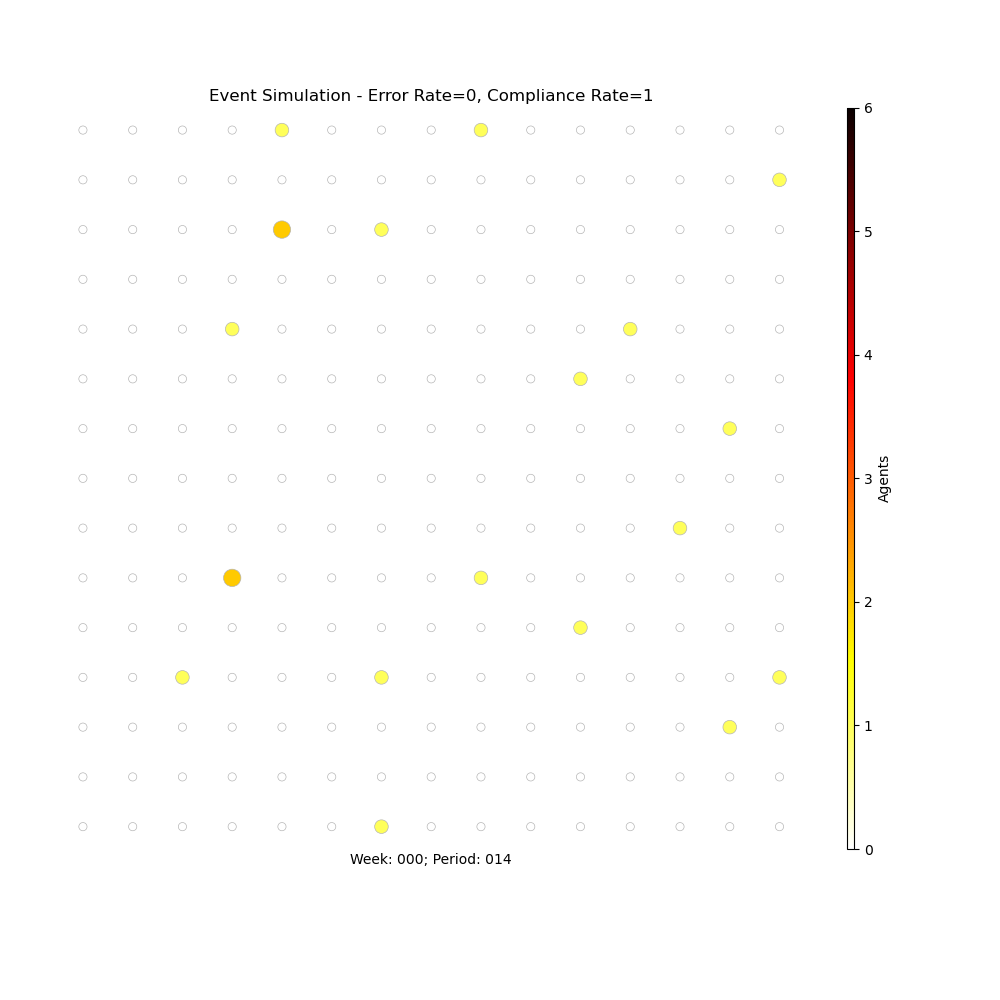 Event Simulation - Error Rate=0, Compliance Rate=1
6
5
4
3
2
1
0
Agents
Week: 000; Period: 014